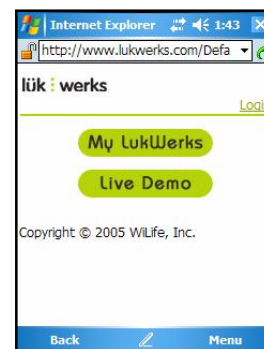 Internet Explorer 1:43
http://www.lukwerks.com/Defa
lük werks
Logi
My LukWerks
Live Demo
Copyright © 2005 WiLife, Inc.
Back Menu